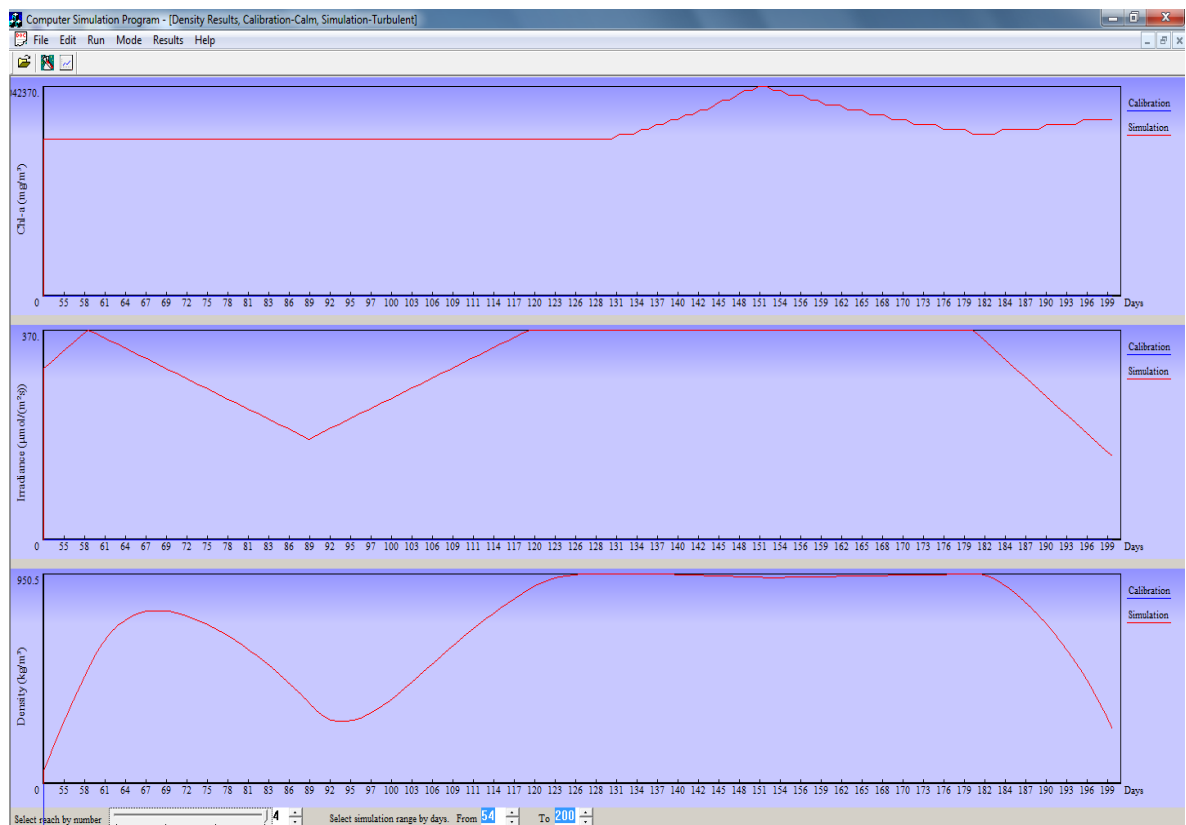 Computer Simulation Program - [Density Results, Calibration-Calm, Simulation-Turbulent]
File Edit Run Mode Results Help
42370.
Calibration
Simulation
Chl-a (mg/m³)
0 55 58 61 64 67 69 72 75 78 81 83 86 89 92 95 97 100 103 106 109 111 114 117 120 123 126 128 131 134 137 140 142 145 148 151 154 156 159 162 165 168 170 173 176 179 182 184 187 190 193 196 199 Days
370.
Calibration
Simulation
Irradiance (µmol/(m²s))
0 55 58 61 64 67 69 72 75 78 81 83 86 89 92 95 97 100 103 106 109 111 114 117 120 123 126 128 131 134 137 140 142 145 148 151 154 156 159 162 165 168 170 173 176 179 182 184 187 190 193 196 199 Days
950.5
Calibration
Simulation
Density (kg/m³)
0 55 58 61 64 67 69 72 75 78 81 83 86 89 92 95 97 100 103 106 109 111 114 117 120 123 126 128 131 134 137 140 142 145 148 151 154 156 159 162 165 168 170 173 176 179 182 184 187 190 193 196 199 Days
Select reach by number 4 Select simulation range by days. From 54 To 200